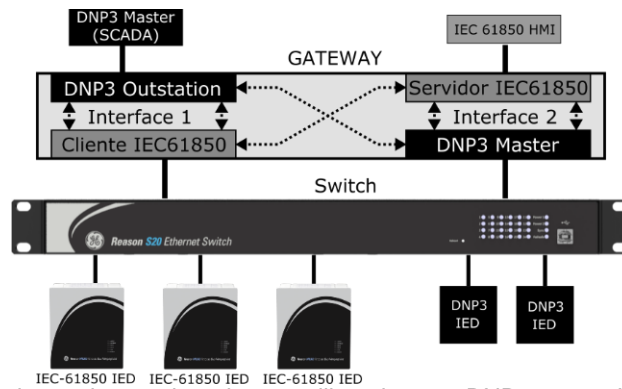 DNP3 Master
(SCADA)
IEC 61850 HMI
GATEWAY
DNP3 Outstation
Servidor IEC61850
Interface 1
Interface 2
Cliente IEC61850
DNP3 Master
Switch
Reason S20 Ethernet Switch
DNP3
IED
DNP3
IED
IEC-61850 IED
IEC-61850 IED
IEC-61850 IED